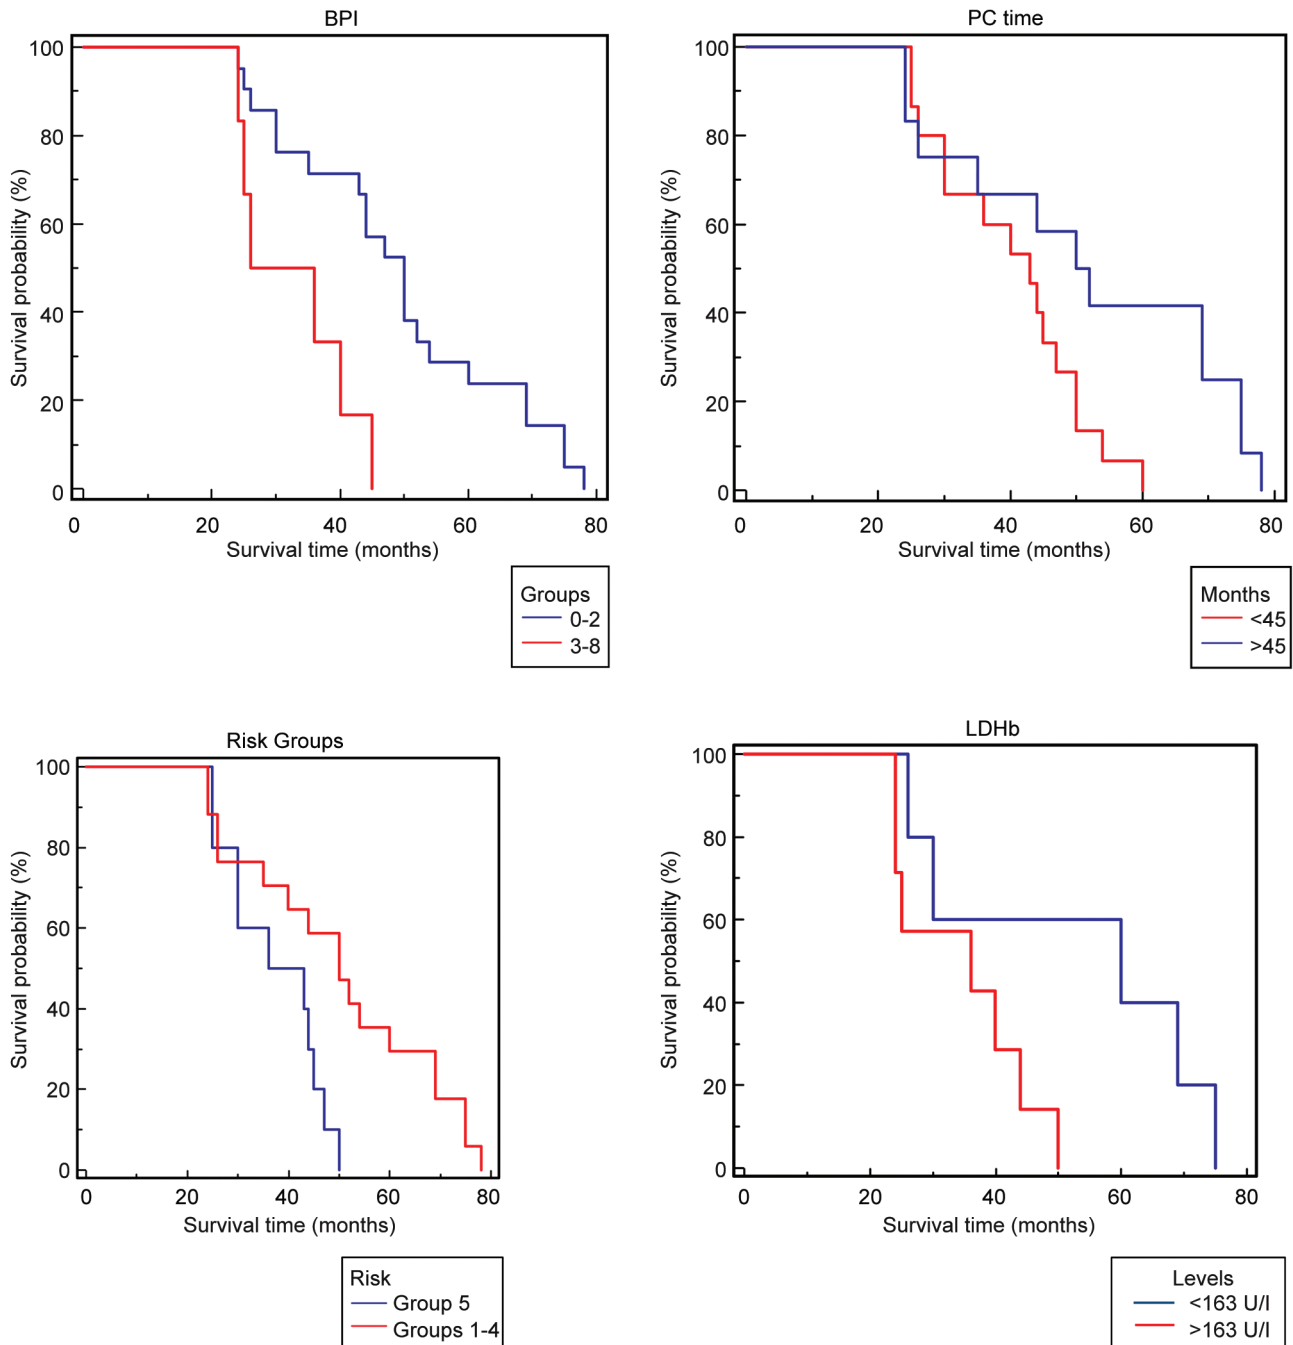 BPI
100
80
60
40
20
0
0 20 40 60 80
Survival probability (%)
Survival time (months)
Groups
0-2
3-8
PC time
100
80
60
40
20
0
0 20 40 60 80
Survival probability (%)
Survival time (months)
Months
<45
>45
Risk Groups
100
80
60
40
20
0
0 20 40 60 80
Survival probability (%)
Survival time (months)
Risk
Group 5
Groups 1-4
LDHb
100
80
60
40
20
0
0 20 40 60 80
Survival probability (%)
Survival time (months)
Levels
<163 U/l
>163 U/l